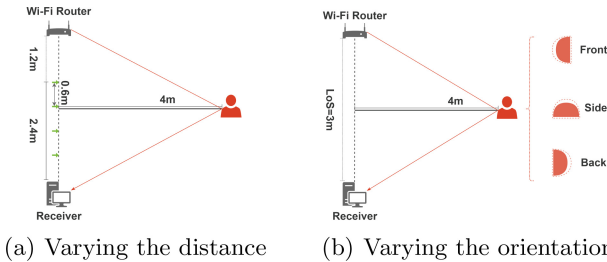 Wi-Fi Router
1.2m
0.6m
4m
2.4m
Receiver
(a) Varying the distance
Wi-Fi Router
LoS=3m
4m
Front
Side
Back
Receiver
(b) Varying the orientation